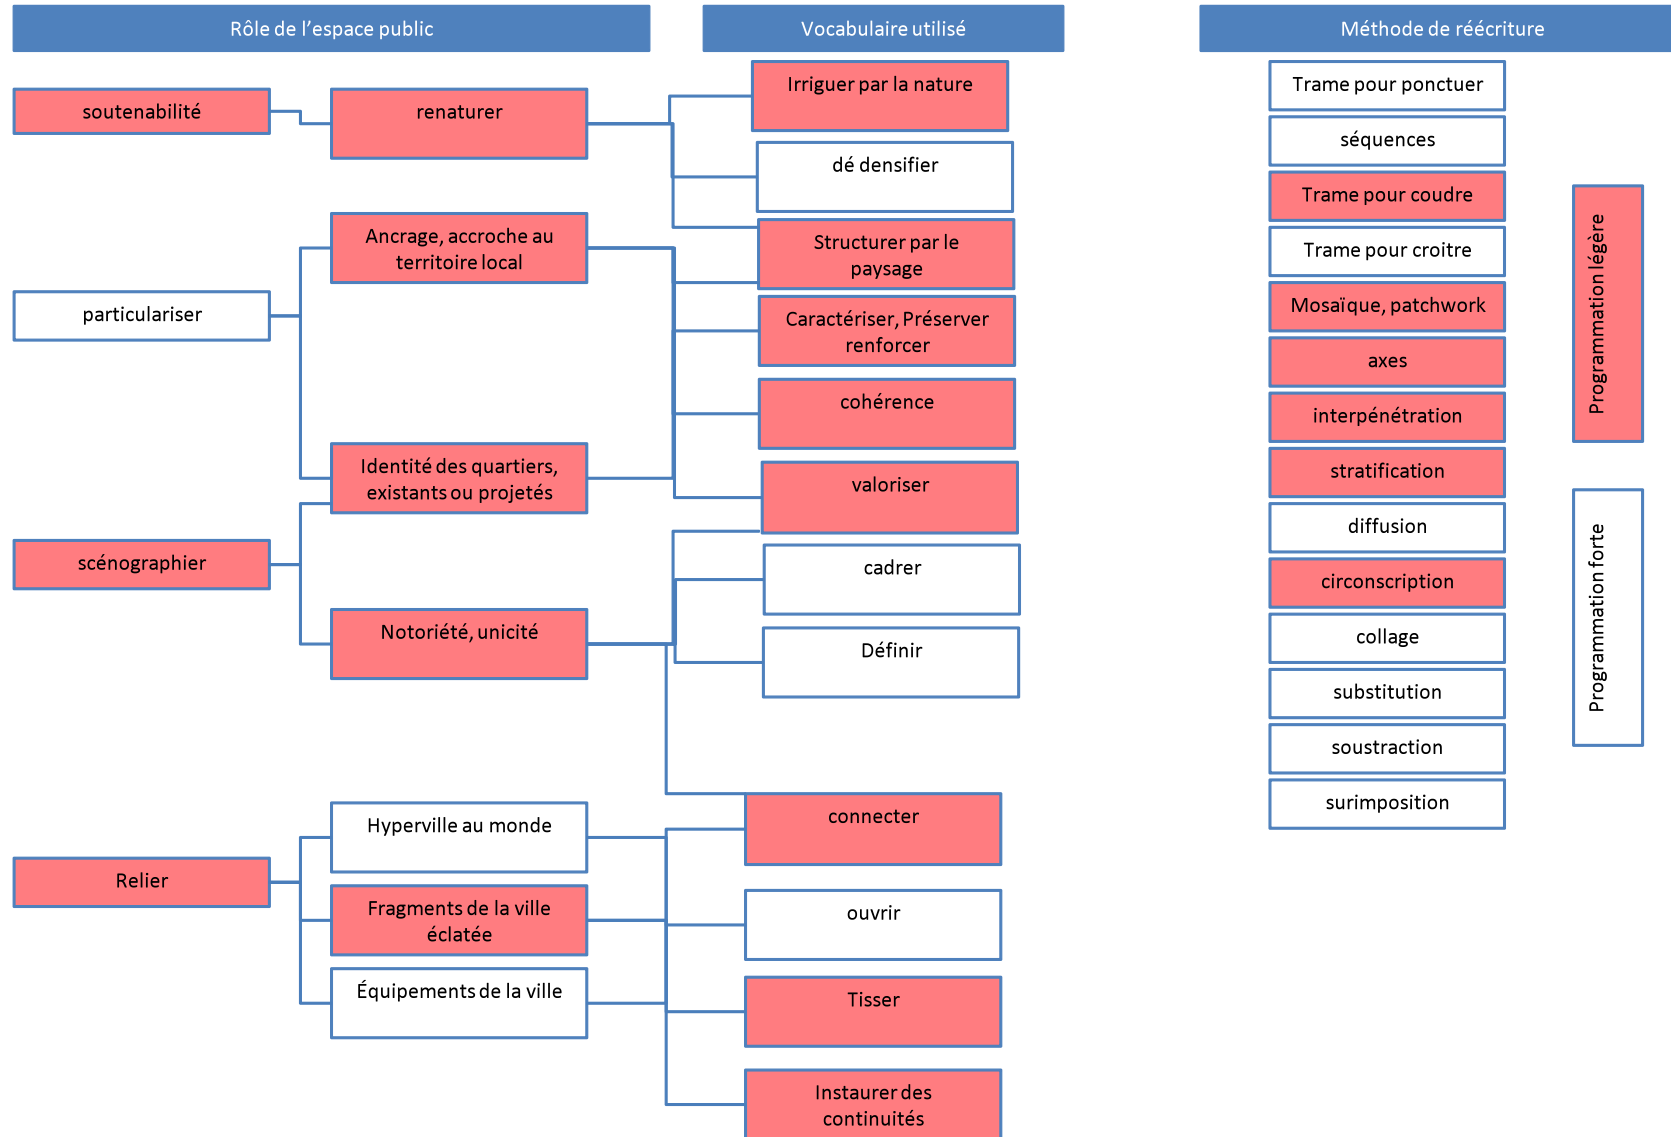 Rôle de l'espace public
Vocabulaire utilisé
Méthode de réécriture
soutenabilité
particulariser
scénographier
Relier
renaturer
Ancrage, accroche au
territoire local
Identité des quartiers,
existants ou projetés
Notoriété, unicité
Hyperville au monde
Fragments de la ville
éclatée
Équipements de la ville
Irriguer par la nature
dé densifier
Structurer par le
paysage
Caractériser, Préserver
renforcer
cohérence
valoriser
cadrer
Définir
connecter
ouvrir
Tisser
Instaurer des
continuités
Trame pour ponctuer
séquences
Trame pour coudre
Trame pour croitre
Mosaïque, patchwork
axes
interpénétration
stratification
diffusion
circonscription
collage
substitution
soustraction
surimposition
Programmation légère
Programmation forte